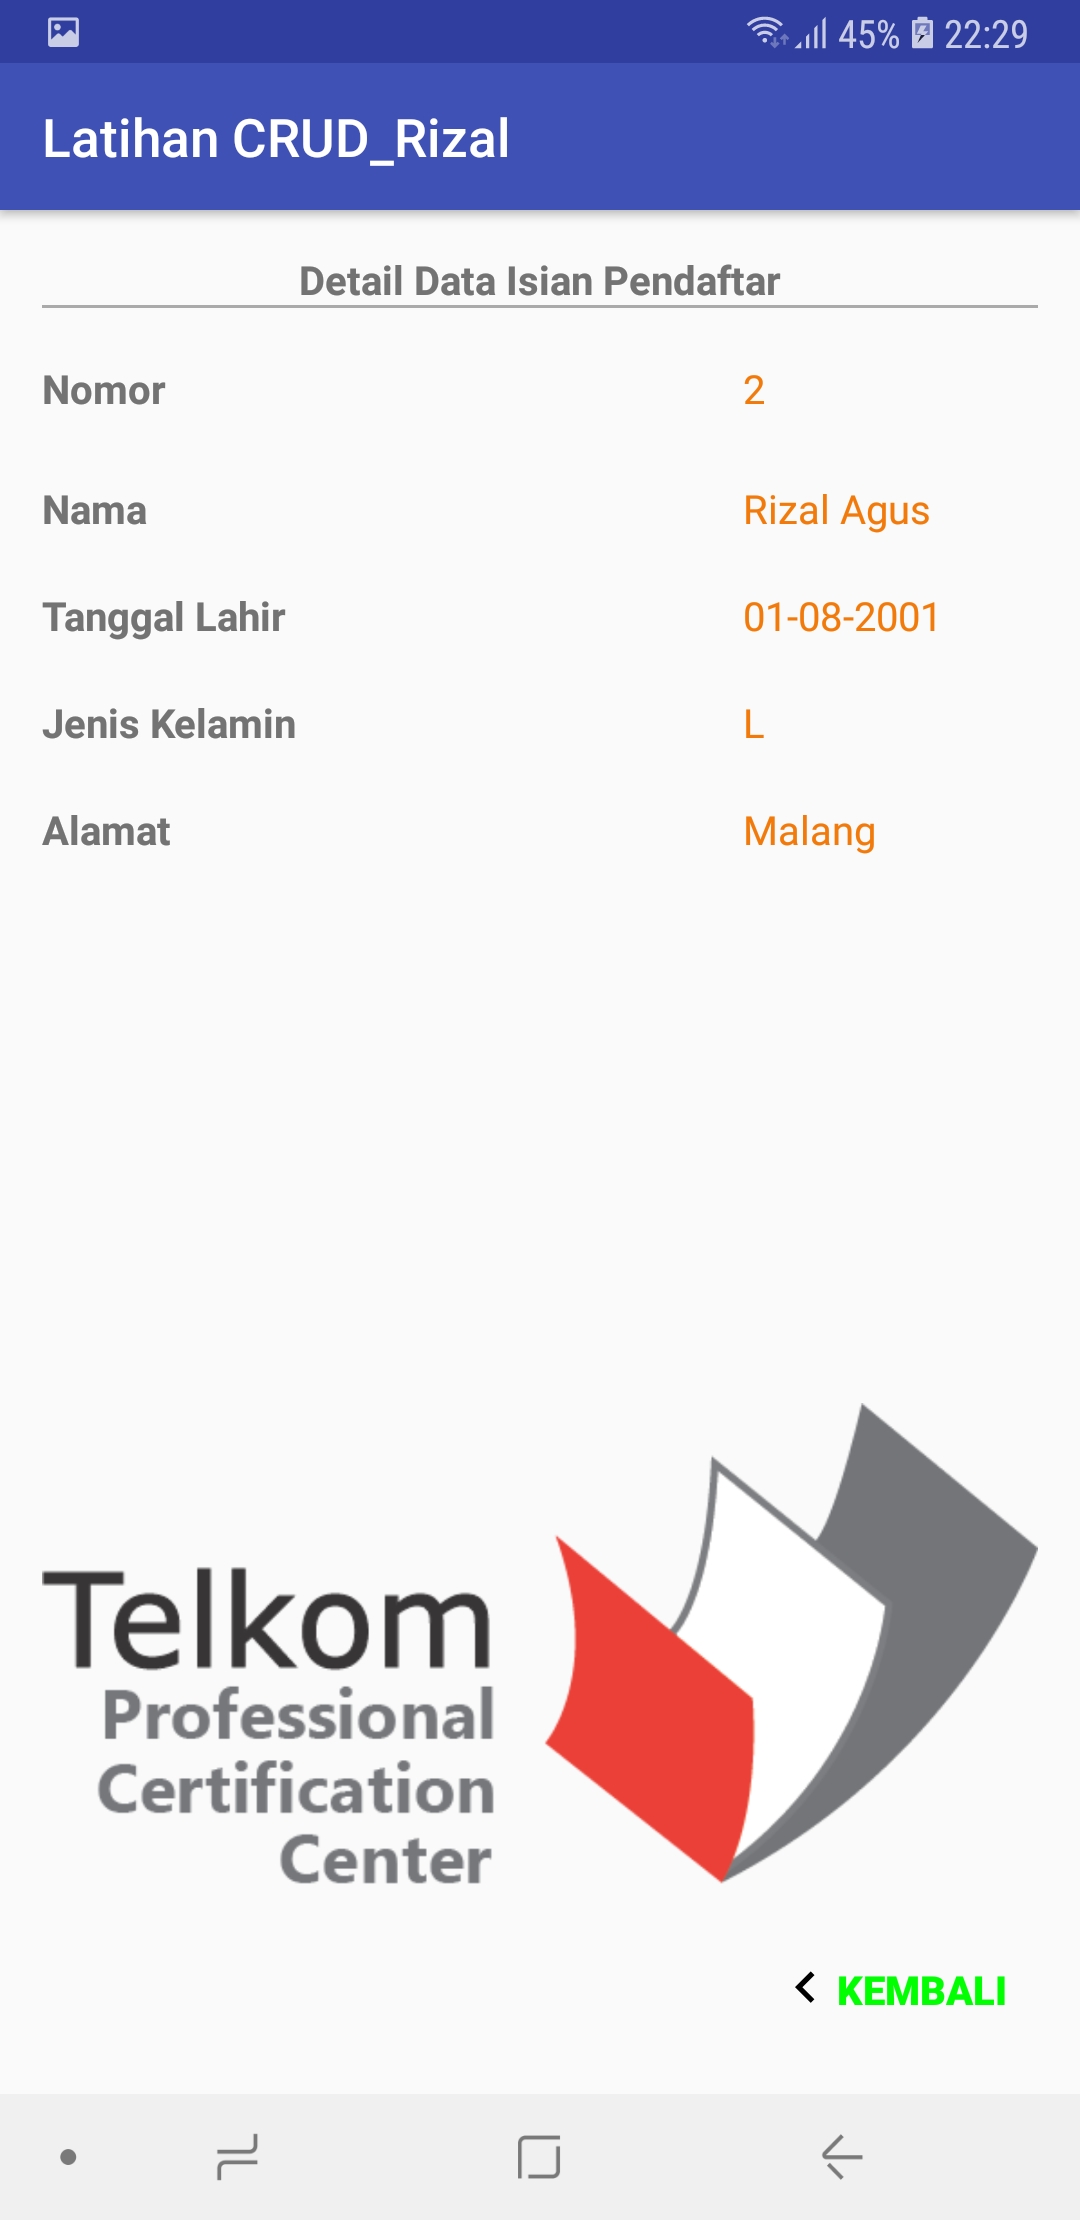 45% 22:29
Latihan CRUD_Rizal
Detail Data Isian Pendaftar
Nomor 2
Nama Rizal Agus
Tanggal Lahir 01-08-2001
Jenis Kelamin L
Alamat Malang
Telkom
Professional
Certification
Center
KEMBALI